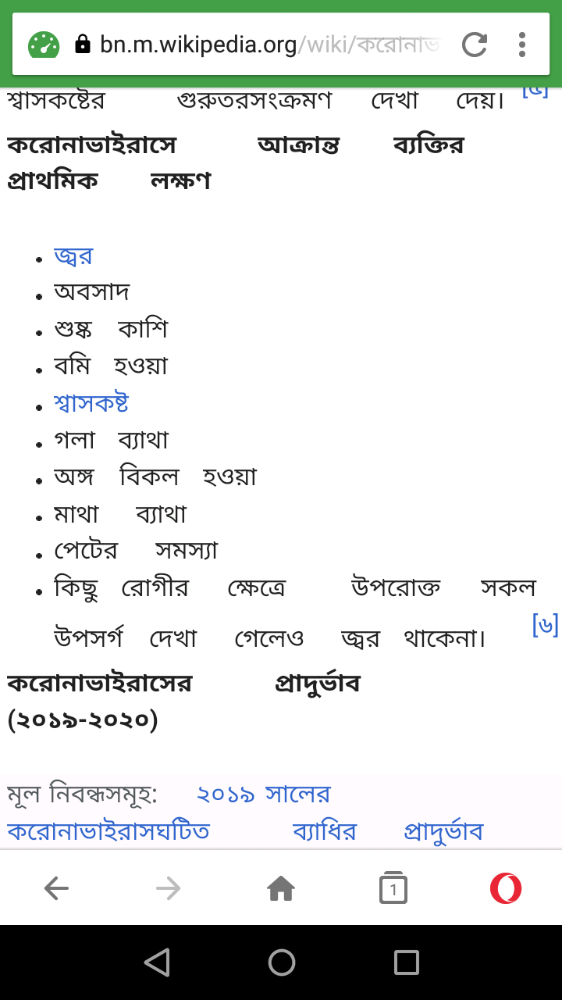 bn.m.wikipedia.org/wiki/করোনাভ
শ্বাসকষ্টের গুরুতরসংক্রমণ দেখা দেয়। [৫]
করোনাভাইরাসে আক্রান্ত ব্যক্তির
প্রাথমিক লক্ষণ
• জ্বর
• অবসাদ
• শুষ্ক কাশি
• বমি হওয়া
• শ্বাসকষ্ট
• গলা ব্যাথা
• অঙ্গ বিকল হওয়া
• মাথা ব্যাথা
• পেটের সমস্যা
• কিছু রোগীর ক্ষেত্রে উপরোক্ত সকল
উপসর্গ দেখা গেলেও জ্বর থাকেনা। [৬]
করোনাভাইরাসের প্রাদুর্ভাব
(২০১৯-২০২০)
মূল নিবন্ধসমূহ: ২০১৯ সালের
করোনাভাইরাসঘটিত ব্যাধির প্রাদুর্ভাব
1